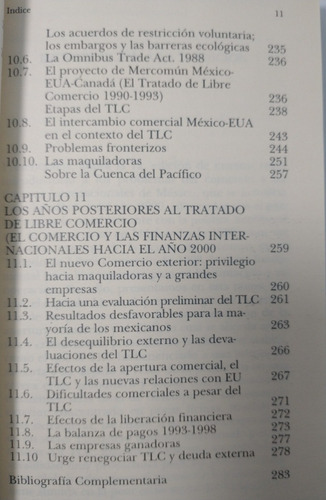 Indice 11
Los acuerdos de restricción voluntaria;
los embargos y las barreras ecológicas 235
10.6. La Omnibus Trade Act. 1988 236
10.7. El proyecto de Mercomún México-
EUA-Canadá (El Tratado de Libre
Comercio 1990-1993) 236
Etapas del TLC 238
10.8. El intercambio comercial México-EUA
en el contexto del TLC 243
10.9. Problemas fronterizos 244
10.10. Las maquiladoras 251
Sobre la Cuenca del Pacífico 257
CAPITULO 11
LOS AÑOS POSTERIORES AL TRATADO
DE LIBRE COMERCIO
(EL COMERCIO Y LAS FINANZAS INTER-
NACIONALES HACIA EL AÑO 2000 259
11.1. El nuevo Comercio exterior: privilegio
hacia maquiladoras y a grandes
empresas 260
11.2. Hacia una evaluación preliminar del TLC 261
11.3. Resultados desfavorables para la ma-
yoría de los mexicanos 263
11.4. El desequilibrio externo y las deva-
luaciones del TLC 266
11.5. Efectos de la apertura comercial, el
TLC y las nuevas relaciones con EU 267
11.6. Dificultades comerciales a pesar del
TLC 271
11.7. Efectos de la liberación financiera 272
11.8. La balanza de pagos 1993-1998 273
11.9. Las empresas ganadoras 277
11.10 Urge renegociar TLC y deuda externa 278
Bibliografía Complementaria 283